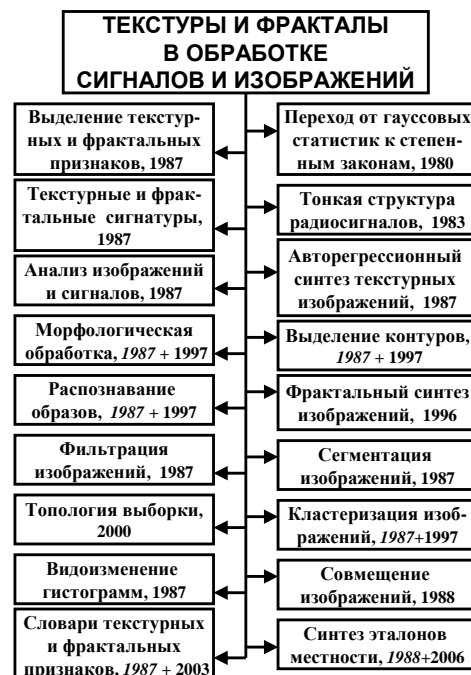 ТЕКСТУРЫ И ФРАКТАЛЫ
В ОБРАБОТКЕ
СИГНАЛОВ И ИЗОБРАЖЕНИЙ
Выделение текстур-
ных и фрактальных
признаков, 1987
Текстурные и фрак-
тальные сигнатуры,
1987
Анализ изображений
и сигналов, 1987
Морфологическая
обработка, 1987 + 1997
Распознавание
образов, 1987 + 1997
Фильтрация
изображений, 1987
Топология выборки,
2000
Видоизменение
гистограмм, 1987
Словари текстурных
и фрактальных
признаков, 1987 + 2003
Переход от гауссовых
статистик к степен-
ным законам, 1980
Тонкая структура
радиосигналов, 1983
Авторегрессионный
синтез текстурных
изображений, 1987
Выделение контуров,
1987 + 1997
Фрактальный синтез
изображений, 1996
Сегментация
изображений, 1987
Кластеризация изоб-
ражений, 1987+1997
Совмещение
изображений, 1988
Синтез эталонов
местности, 1988+2006